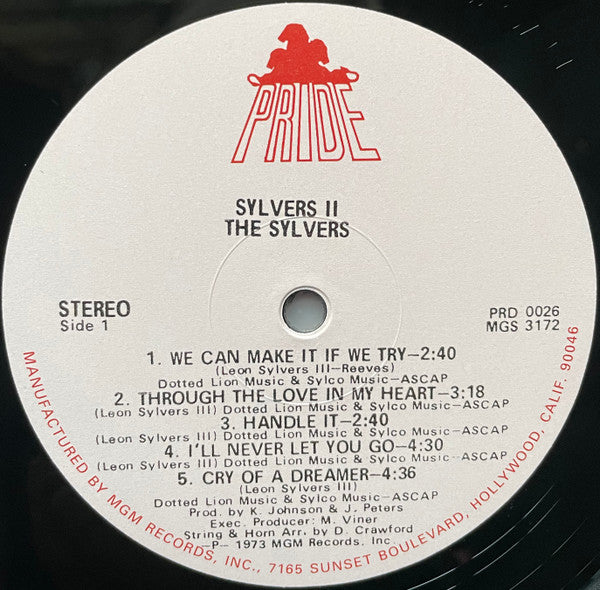 PRIDE
SYLVERS II
THE SYLVERS
STEREO
Side 1
PRD 0026
MGS 3172
1. WE CAN MAKE IT IF WE TRY—2:40
(Leon Sylvers III—Reeves)
Dotted Lion Music & Sylco Music—ASCAP
2. THROUGH THE LOVE IN MY HEART—3:18
(Leon Sylvers III) Dotted Lion Music & Sylco Music—ASCAP
3. HANDLE IT—2:40
(Leon Sylvers III) Dotted Lion Music & Sylco Music—ASCAP
4. I'LL NEVER LET YOU GO—4:30
(Leon Sylvers III) Dotted Lion Music & Sylco Music—ASCAP
5. CRY OF A DREAMER—4:36
(Leon Sylvers III)
Dotted Lion Music & Sylco Music—ASCAP
Prod. by K. Johnson & J. Peters
Exec. Producer: M. Viner
String & Horn Arr. by D. Crawford
P— 1973 MGM Records, Inc.
MANUFACTURED BY MGM RECORDS, INC., 7165 SUNSET BOULEVARD, HOLLYWOOD, CALIF. 90046